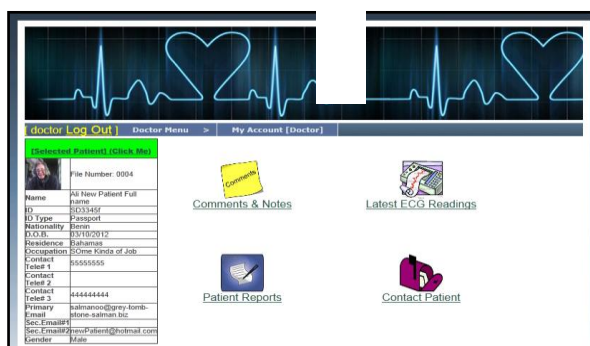 [ doctor Log Out ] Doctor Menu > My Account [Doctor]
[Selected Patient] (Click Me)
File Number: 0004
Name Ali New Patient Full
name
ID SD3345f
ID Type Passport
Nationality Benin
D.O.B. 03/10/2012
Residence Bahamas
Occupation SOme Kinda of Job
Contact
Tele# 1 55555555
Contact
Tele# 2
Contact
Tele# 3 444444444
Primary salmanoo@grey-tomb-
Email stone-salman.biz
Sec.Email#1
Sec.Email#2 newPatient@hotmail.com
Gender Male
Comments
Comments & Notes
Latest ECG Readings
Patient Reports
Contact Patient